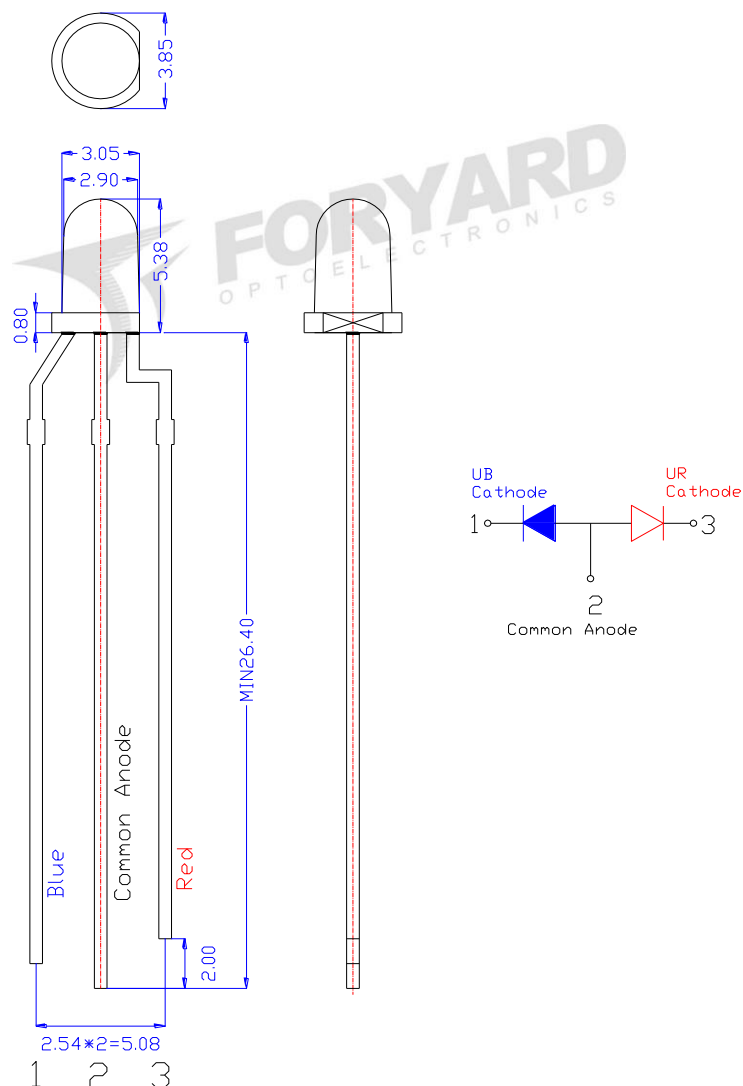 3.85
3.05
2.90
FORYARD
OPTOELECTRONICS
5.38
0.80
UB
Cathode
UR
Cathode
1
3
2
Common Anode
MIN26.40
Blue
Common Anode
Red
2.00
2.54*2=5.08
1 2 3